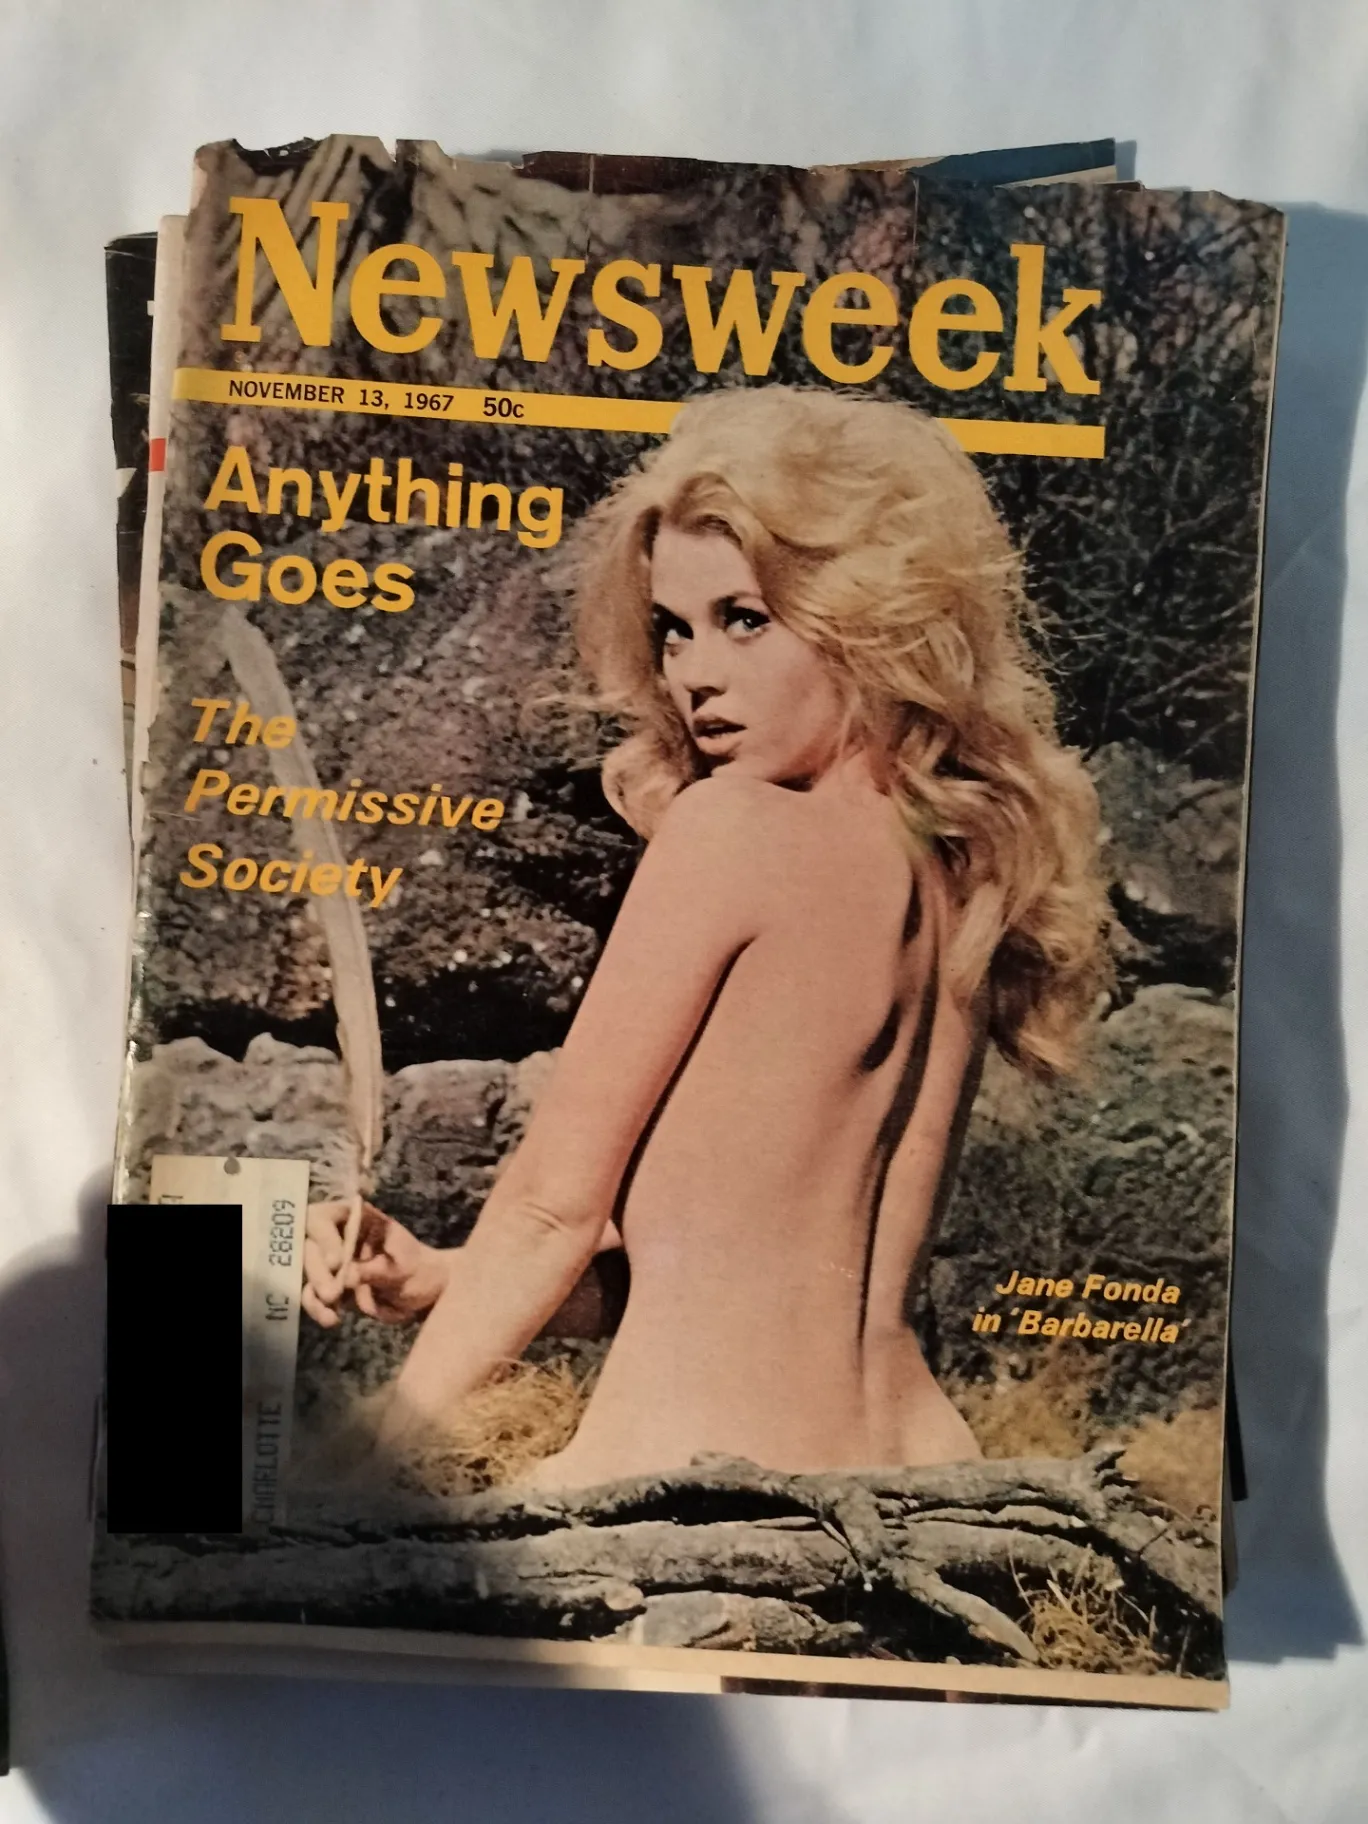 Newsweek
NOVEMBER 13, 1967 50c
Anything
Goes
The
Permissive
Society
Jane Fonda
in ‘Barbarella’
CHARLOTTE NC 28209